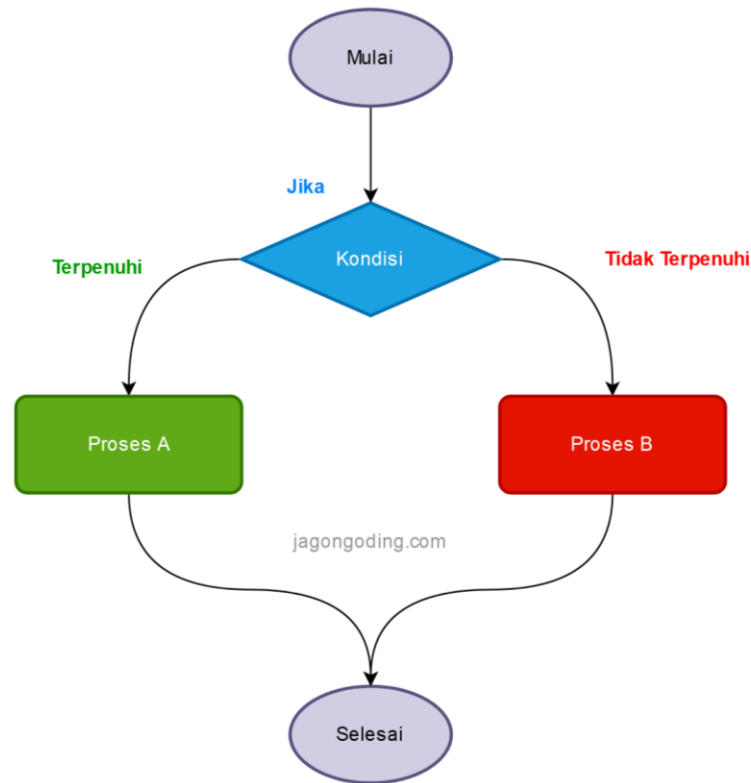 Mulai
Jika
Kondisi
Terpenuhi
Tidak Terpenuhi
Proses A
Proses B
jagongoding.com
Selesai